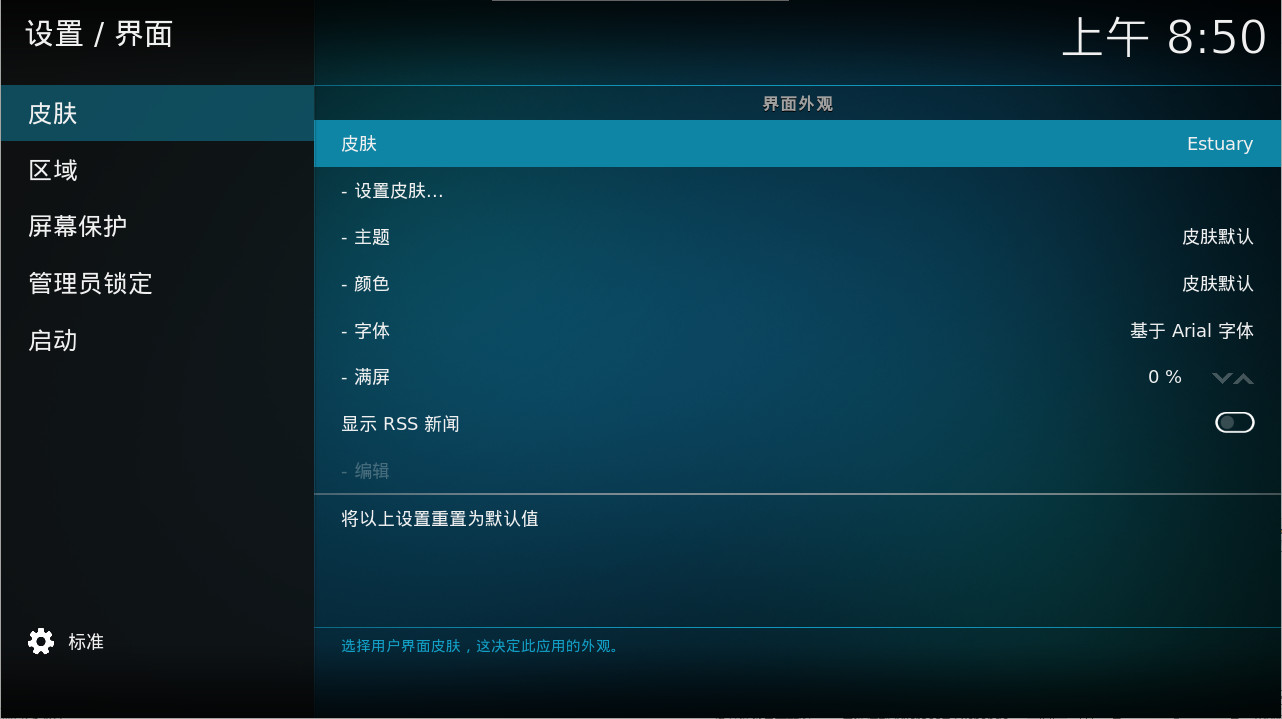 设置 / 界面
上午 8:50
皮肤
区域
屏幕保护
管理员锁定
启动
标准
界面外观
皮肤 Estuary
- 设置皮肤...
- 主题 皮肤默认
- 颜色 皮肤默认
- 字体 基于 Arial 字体
- 满屏 0 %
显示 RSS 新闻
- 编辑
将以上设置重置为默认值
选择用户界面皮肤，这决定此应用的外观。